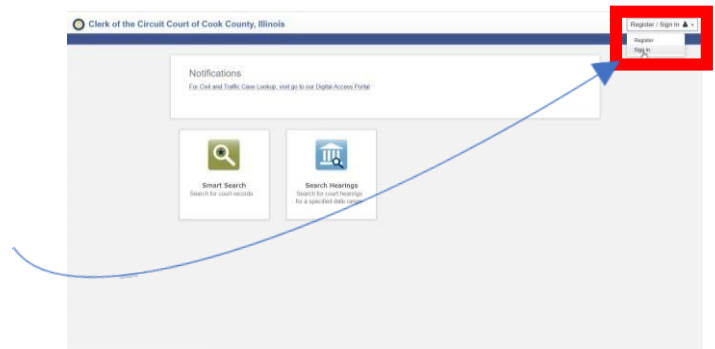 Clerk of the Circuit Court of Cook County, Illinois
Register / Sign In
Register
Sign In
Notifications
For Civil and Traffic Case Lookup, visit go to our Digital Access Portal
Smart Search
Search for court records
Search Hearings
Search for court hearings
for a specified date range